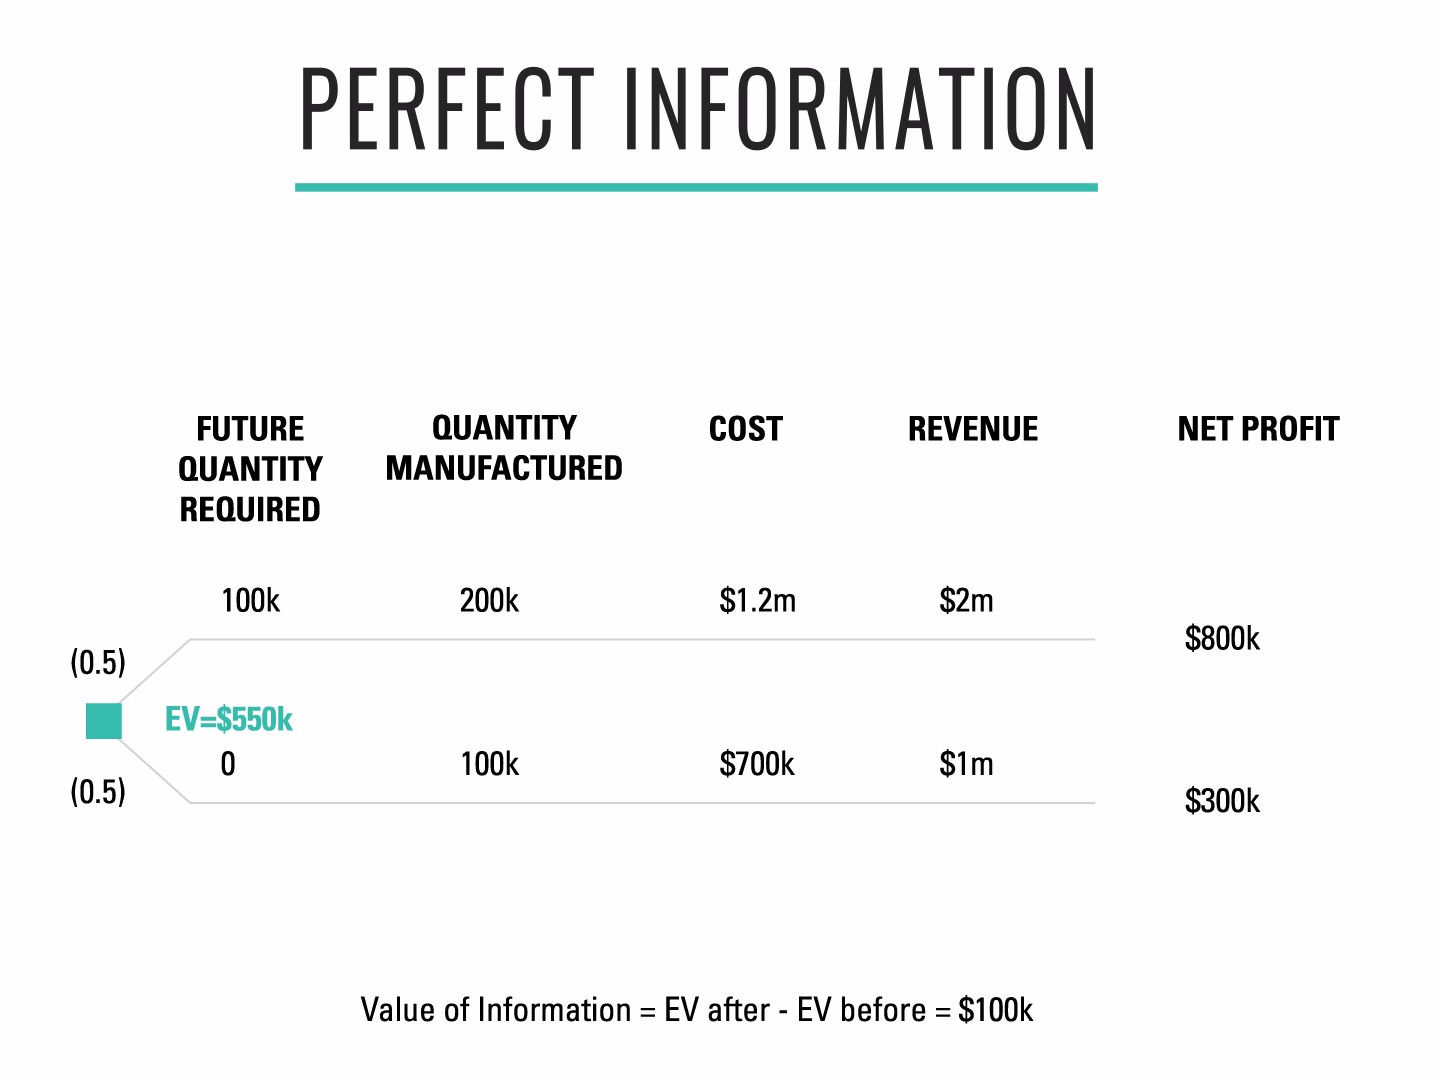 PERFECT INFORMATION
FUTURE QUANTITY REQUIRED
QUANTITY MANUFACTURED
COST
REVENUE
NET PROFIT
100k
200k
$1.2m
$2m
$800k
(0.5)
EV=$550k
0
100k
$700k
$1m
$300k
(0.5)
Value of Information = EV after - EV before = $100k